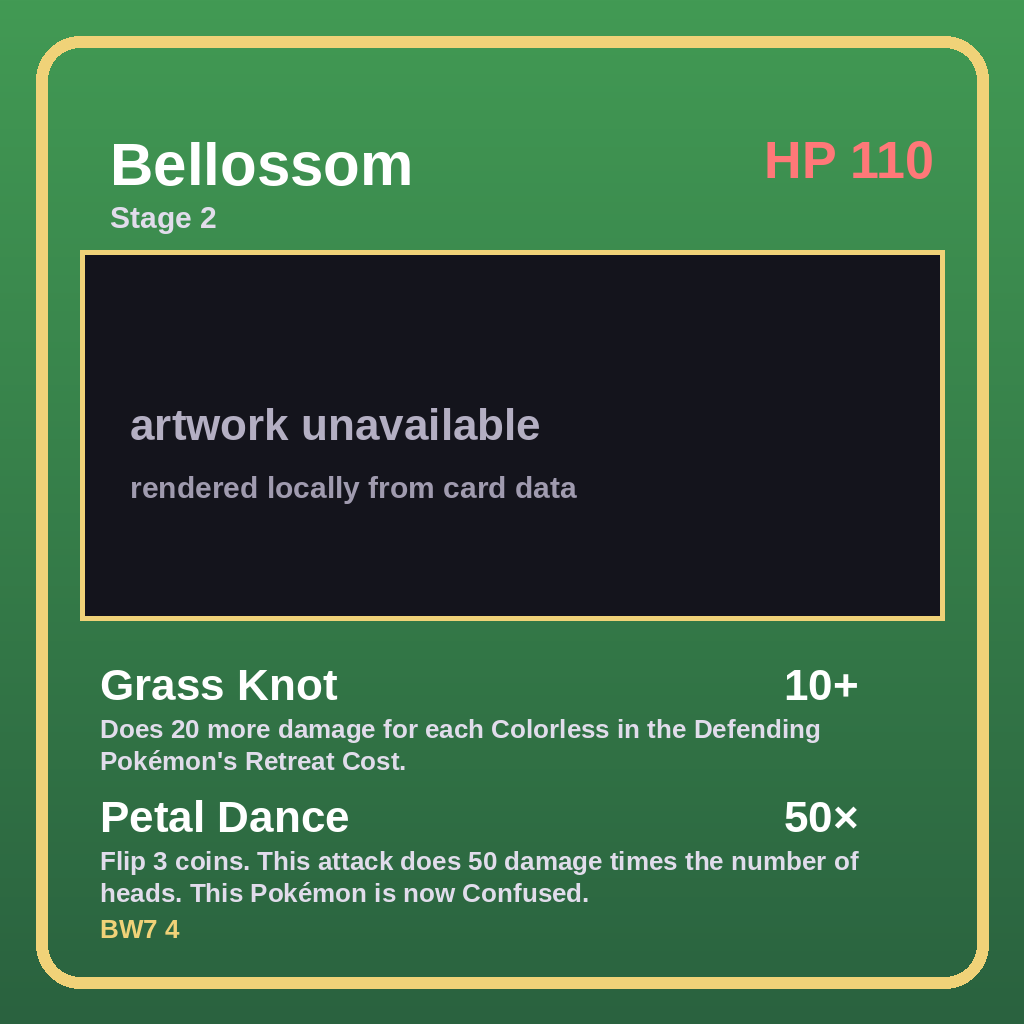 Bellossom
HP 110
Stage 2
artwork unavailable
rendered locally from card data
Grass Knot
10+
Does 20 more damage for each Colorless in the Defending
Pokémon's Retreat Cost.
Petal Dance
50×
Flip 3 coins. This attack does 50 damage times the number of
heads. This Pokémon is now Confused.
BW7 4